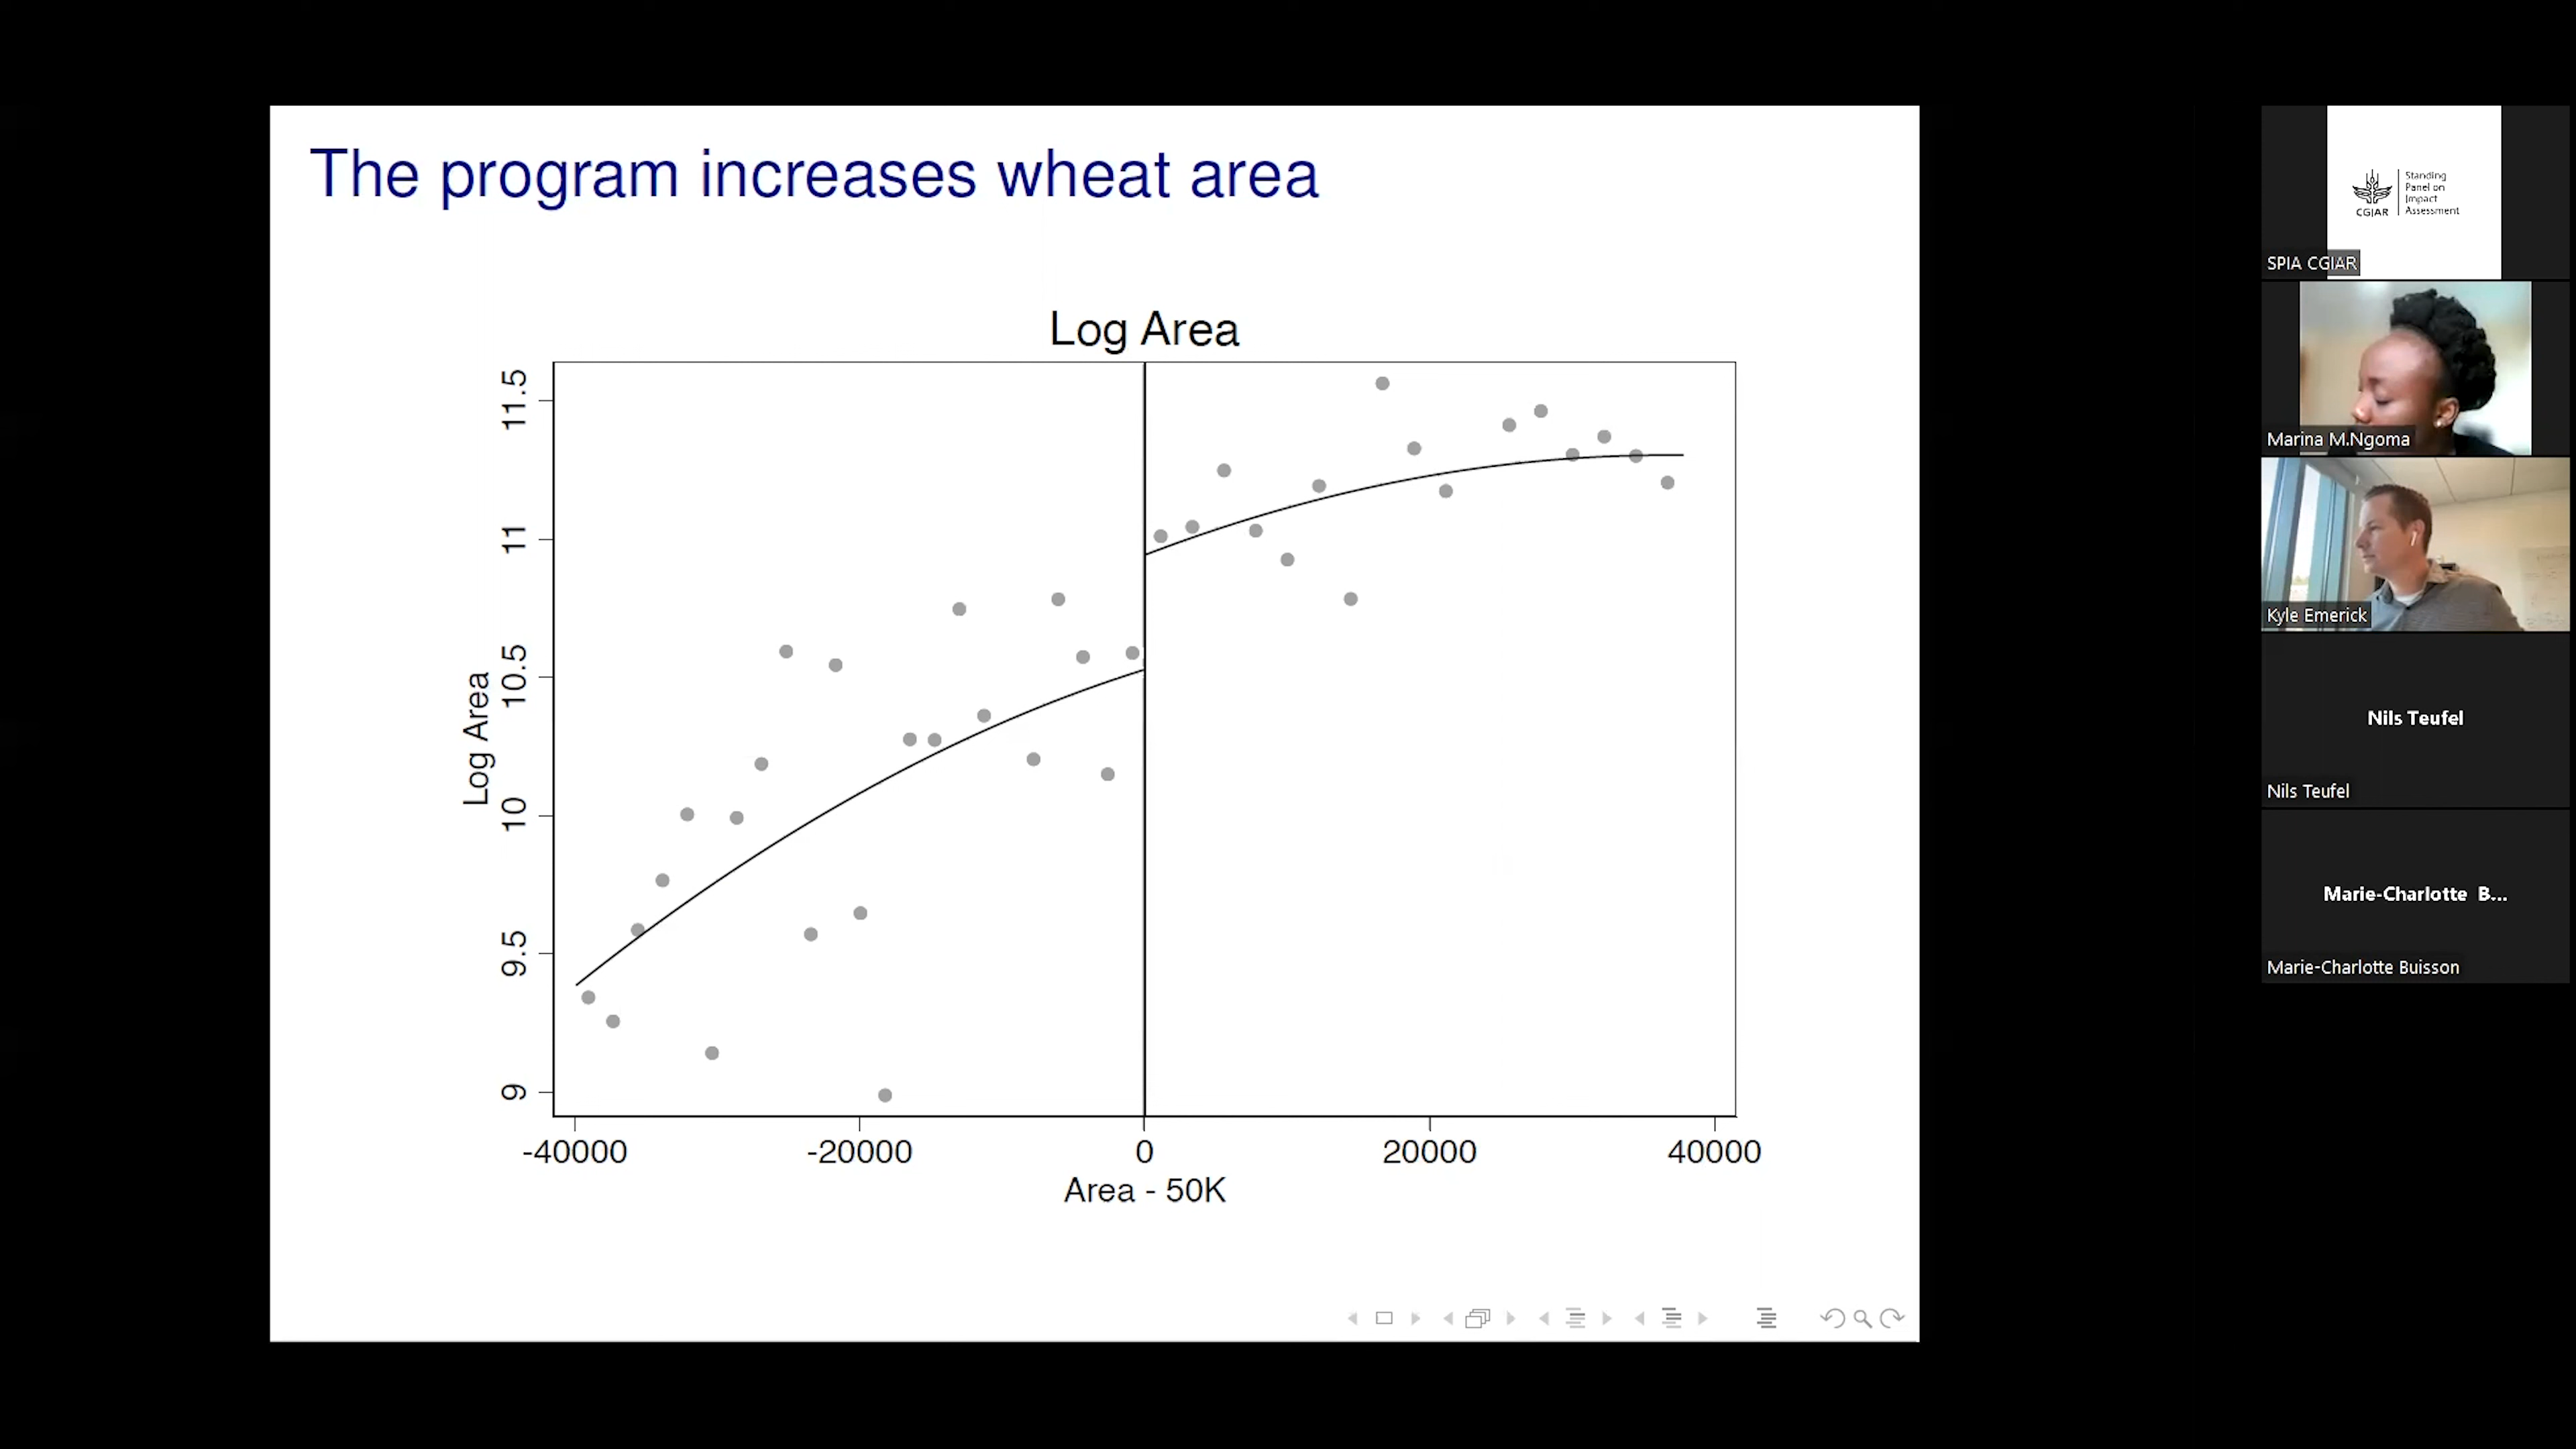 The program increases wheat area
Log Area
Log Area
11.5
11
10.5
10
9.5
9
-40000
-20000
0
20000
40000
Area - 50K
Standing
Panel on
Impact
Assessment
CGIAR
SPIA CGIAR
Marina M.Ngoma
Kyle Emerick
Nils Teufel
Nils Teufel
Marie-Charlotte B...
Marie-Charlotte Buisson